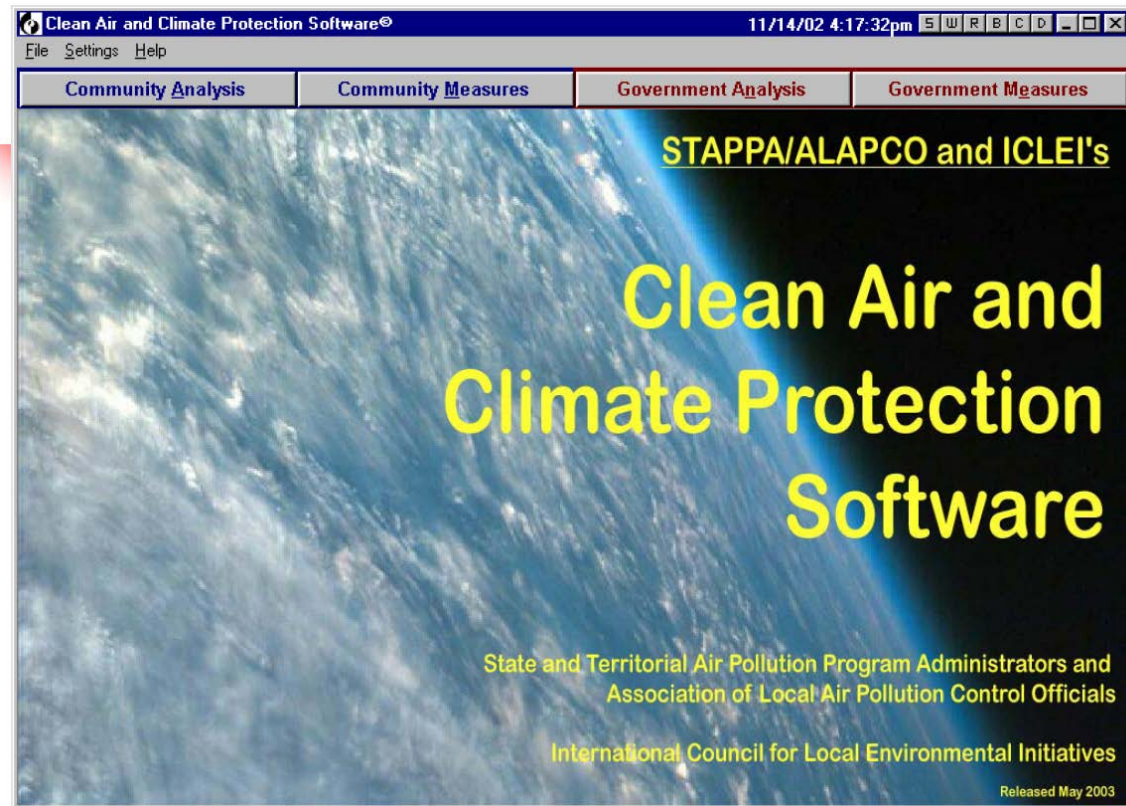 Clean Air and Climate Protection Software© 11/14/02 4:17:32pm S W R B C D
File Settings Help
Community Analysis Community Measures Government Analysis Government Measures
STAPPA/ALAPCO and ICLEI's
Clean Air and
Climate Protection
Software
State and Territorial Air Pollution Program Administrators and
Association of Local Air Pollution Control Officials
International Council for Local Environmental Initiatives
Released May 2003